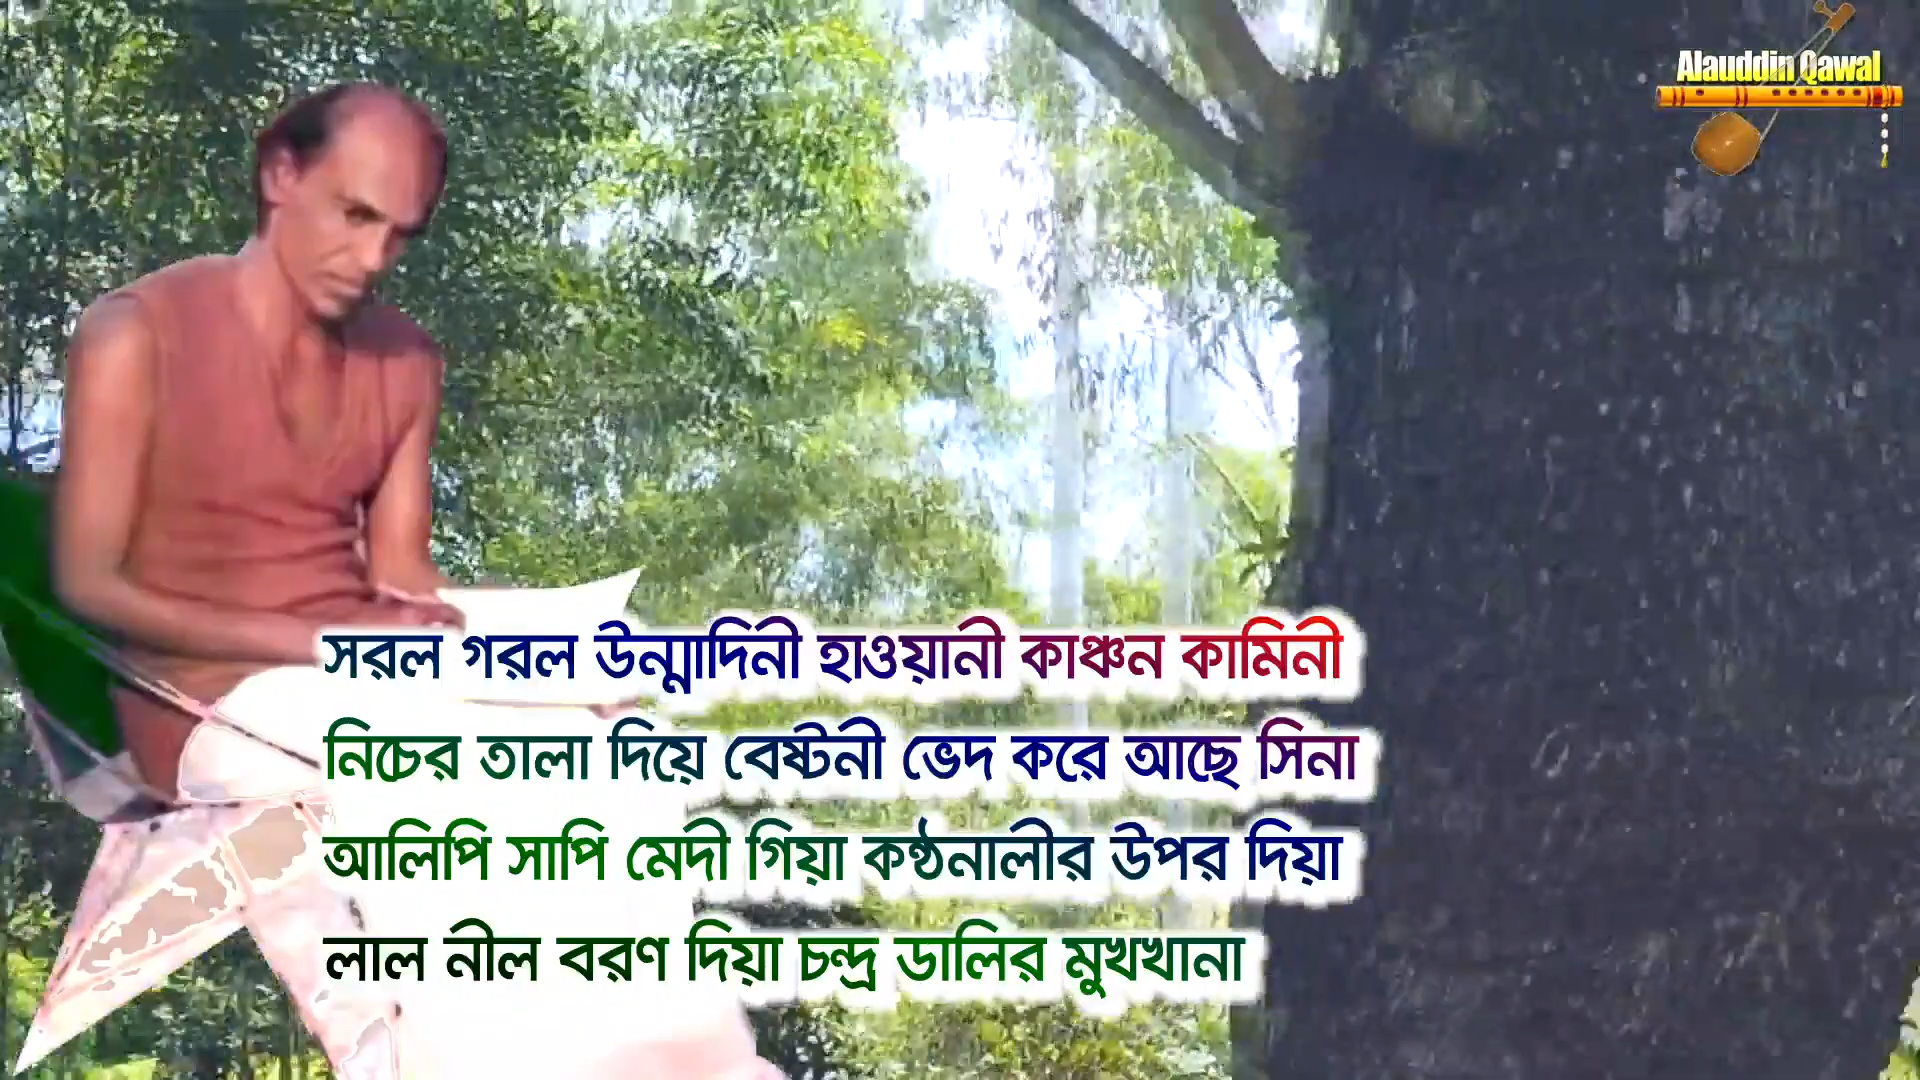 Alauddin Qawal
সরল গরল উন্মাদিনী হাওয়ানী কাঞ্চন কামিনী
নিচের তালা দিয়ে বেষ্টনী ভেদ করে আছে সিনা
আলিপি সাপি মেদী গিয়া কণ্ঠনালীর উপর দিয়া
লাল নীল বরণ দিয়া চন্দ্র ডালির মুখখানা